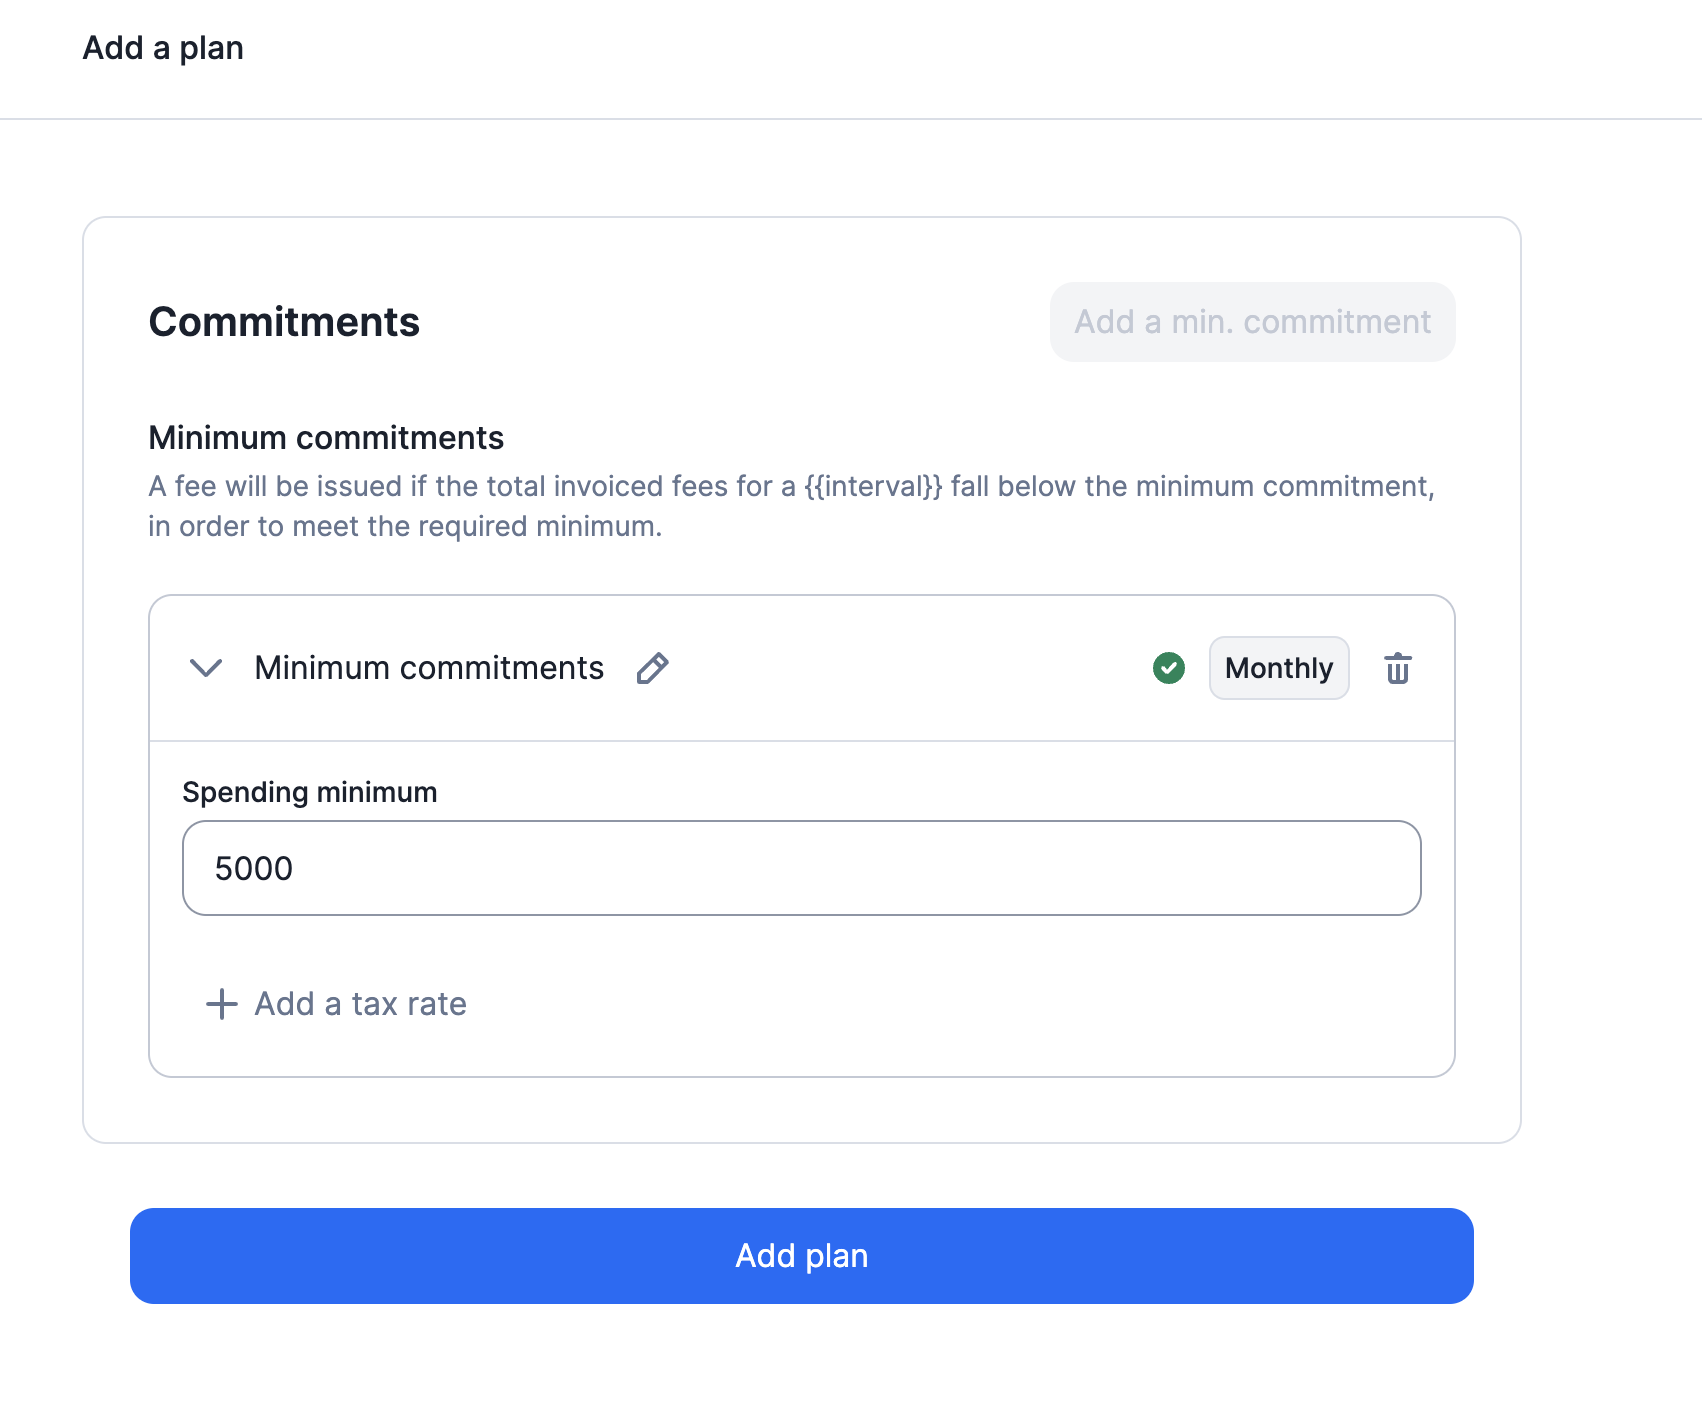 Add a plan
Commitments
Add a min. commitment
Minimum commitments
A fee will be issued if the total invoiced fees for a {{interval}} fall below the minimum commitment,
in order to meet the required minimum.
Minimum commitments
Monthly
Spending minimum
5000
Add a tax rate
Add plan